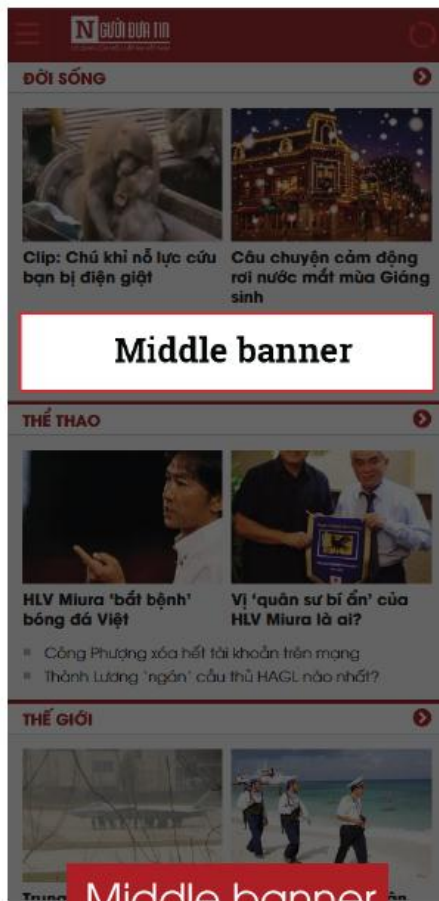 NGƯỜI ĐƯA TIN
ĐỜI SỐNG
Clip: Chú khỉ nỗ lực cứu
bạn bị điện giật
Câu chuyện cảm động
rơi nước mắt mùa Giáng
sinh
Middle banner
THỂ THAO
HLV Miura ‘bắt bệnh’
bóng đá Việt
Vị ‘quân sư bí ẩn’ của
HLV Miura là ai?
Công Phượng xóa hết tài khoản trên mạng
Thành Lương ‘ngán’ cầu thủ HAGL nào nhất?
THẾ GIỚI
Middle banner